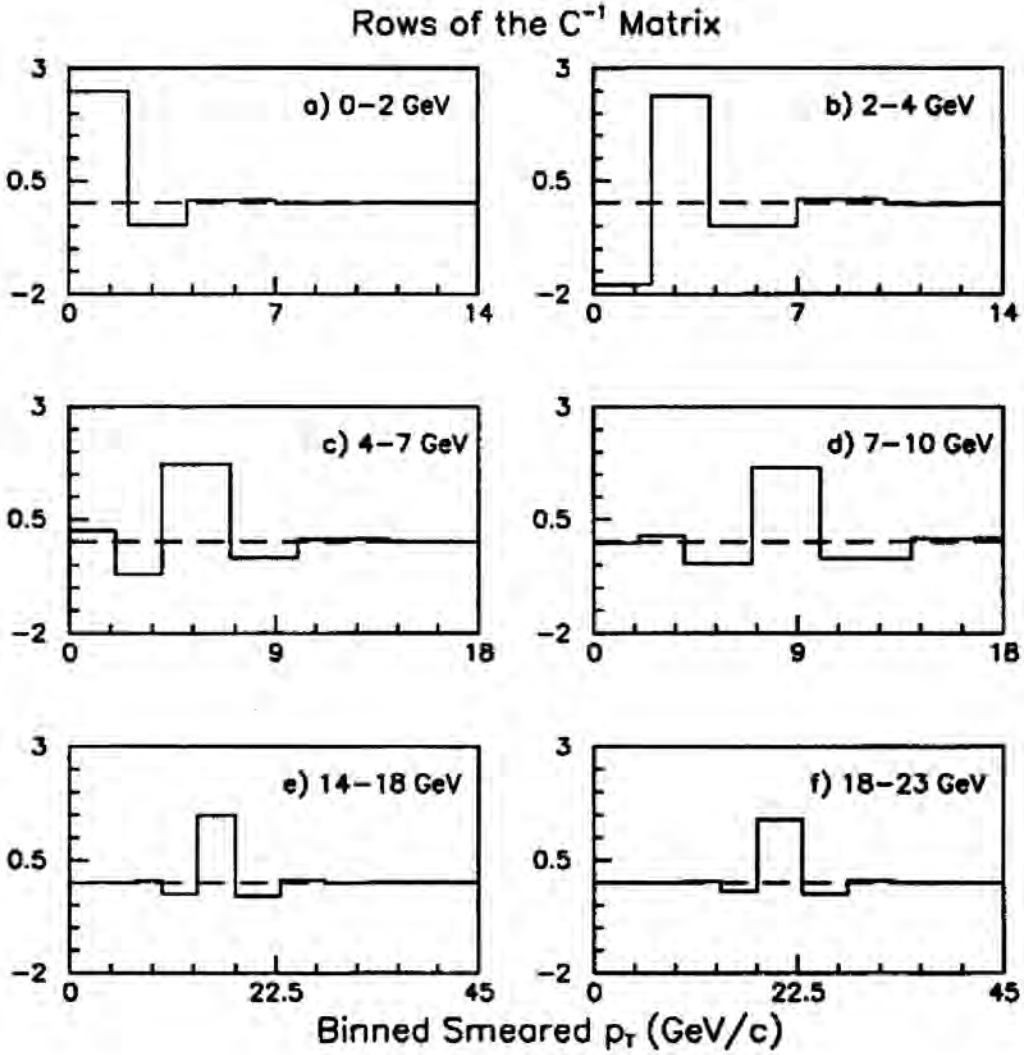 Rows of the C⁻¹ Matrix
3
a) 0–2 GeV
0.5
−2
0 7 14
3
b) 2–4 GeV
0.5
−2
0 7 14
3
c) 4–7 GeV
0.5
−2
0 9 18
3
d) 7–10 GeV
0.5
−2
0 9 18
3
e) 14–18 GeV
0.5
−2
0 22.5 45
3
f) 18–23 GeV
0.5
−2
0 22.5 45
Binned Smeared p_T (GeV/c)